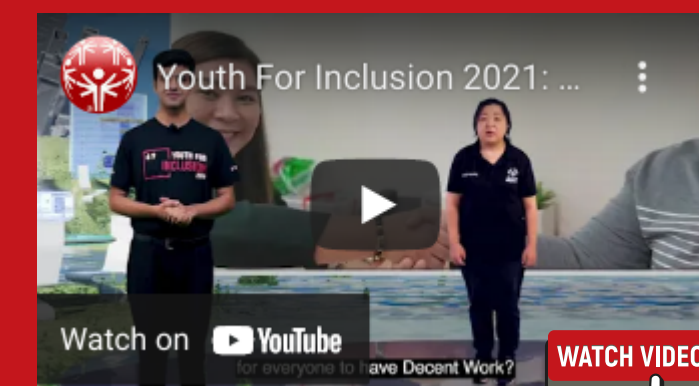 Youth For Inclusion 2021: ...
YOUTH FOR
INCLUSION
Watch on YouTube
for everyone to have Decent Work?
WATCH VIDEO